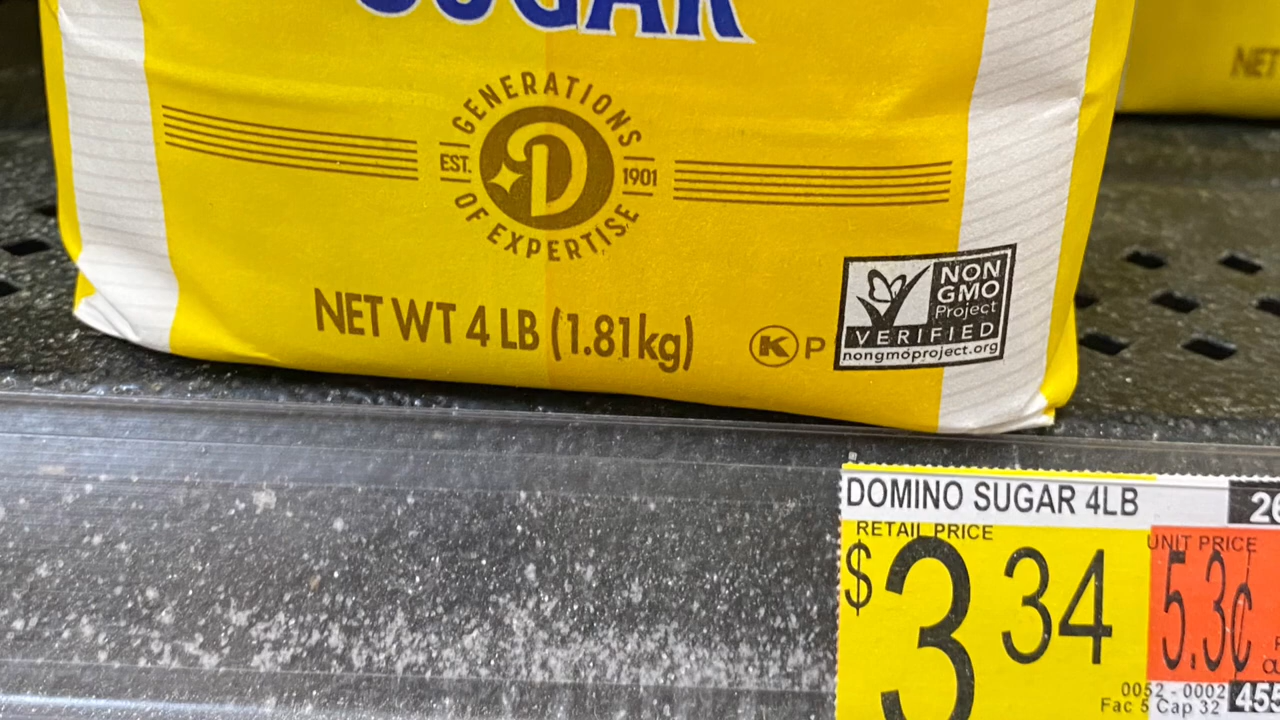 SUGAR
NET
GENERATIONS
EST.
D
1901
OF EXPERTISE
NET WT 4 LB (1.81kg)
K P
NON
GMO
Project
VERIFIED
nongmoproject.org
DOMINO SUGAR 4LB
RETAIL PRICE
UNIT PRICE
$3 34
5.3¢
0052 - 0002
Fac 5 Cap 32
455